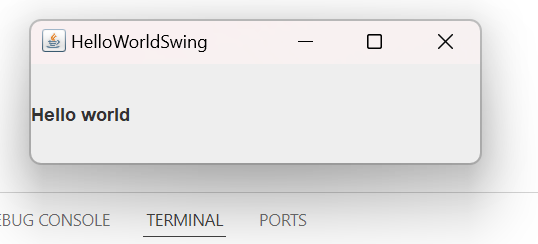 HelloWorldSwing
Hello world
EBUG CONSOLE TERMINAL PORTS